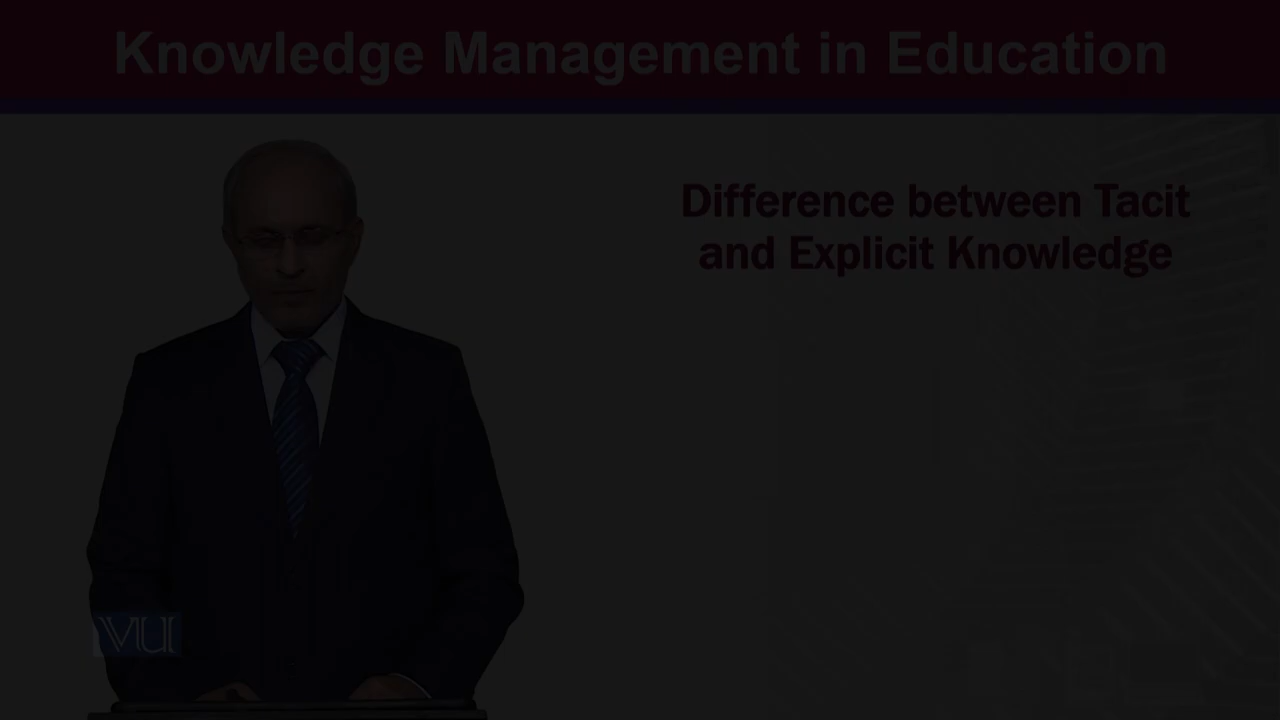 Knowledge Management in Education
Difference between Tacit
and Explicit Knowledge
VU